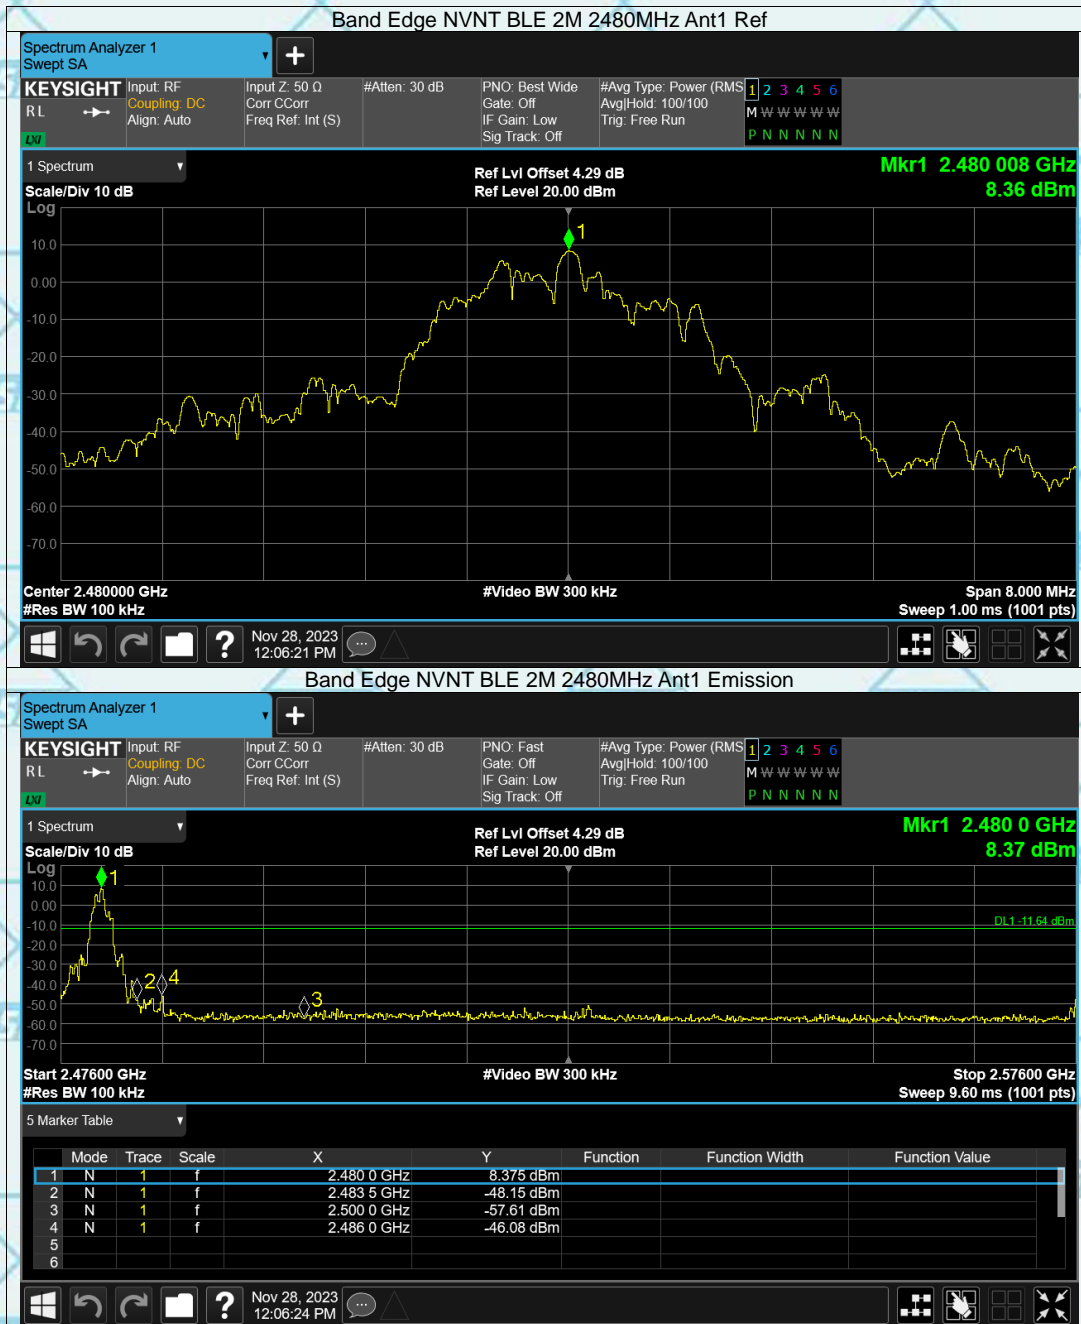 Band Edge NVNT BLE 2M 2480MHz Ant1 Ref
Spectrum Analyzer 1
Swept SA
KEYSIGHT Input: RF Input Z: 50 Ω #Atten: 30 dB PNO: Best Wide #Avg Type: Power (RMS 1 2 3 4 5 6
RL Coupling: DC Corr CCorr Gate: Off Avg|Hold: 100/100 M W W W W W
Align: Auto Freq Ref: Int (S) IF Gain: Low Trig: Free Run
LXI Sig Track: Off P N N N N N
1 Spectrum
Ref Lvl Offset 4.29 dB Mkr1 2.480 008 GHz
Scale/Div 10 dB Ref Level 20.00 dBm 8.36 dBm
Log
1
10.0
0.00
-10.0
-20.0
-30.0
-40.0
-50.0
-60.0
-70.0
Center 2.480000 GHz #Video BW 300 kHz Span 8.000 MHz
#Res BW 100 kHz Sweep 1.00 ms (1001 pts)
? Nov 28, 2023
12:06:21 PM
Band Edge NVNT BLE 2M 2480MHz Ant1 Emission
Spectrum Analyzer 1
Swept SA
KEYSIGHT Input: RF Input Z: 50 Ω #Atten: 30 dB PNO: Fast #Avg Type: Power (RMS 1 2 3 4 5 6
RL Coupling: DC Corr CCorr Gate: Off Avg|Hold: 100/100 M W W W W W
Align: Auto Freq Ref: Int (S) IF Gain: Low Trig: Free Run
LXI Sig Track: Off P N N N N N
1 Spectrum
Ref Lvl Offset 4.29 dB Mkr1 2.480 0 GHz
Scale/Div 10 dB Ref Level 20.00 dBm 8.37 dBm
Log
1
10.0
0.00
-10.0 DL1 -11.64 dBm
-20.0
-30.0
-40.0 2 4
-50.0 3
-60.0
-70.0
Start 2.47600 GHz #Video BW 300 kHz Stop 2.57600 GHz
#Res BW 100 kHz Sweep 9.60 ms (1001 pts)
5 Marker Table
Mode Trace Scale X Y Function Function Width Function Value
1 N 1 f 2.480 0 GHz 8.375 dBm
2 N 1 f 2.483 5 GHz -48.15 dBm
3 N 1 f 2.500 0 GHz -57.61 dBm
4 N 1 f 2.486 0 GHz -46.08 dBm
5
6
? Nov 28, 2023
12:06:24 PM